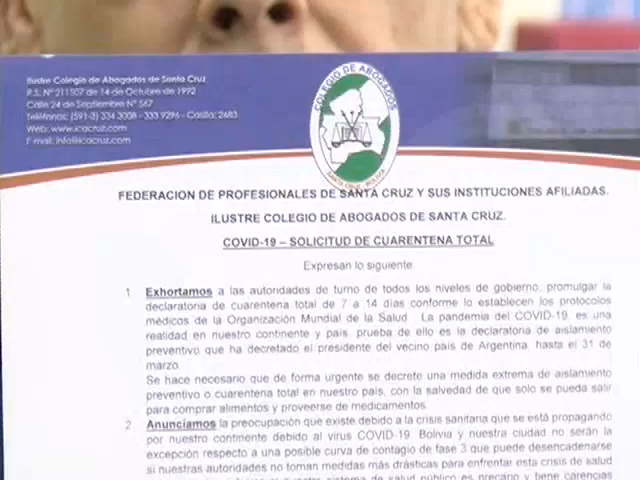 Ilustre Colegio de Abogados de Santa Cruz
P.S. Nº 211507 de 14 de Octubre de 1992
Calle 24 de Septiembre Nº 567
Teléfonos: (591-3) 334 3008 - 333 9296 - Casilla: 2683
Web: www.icacruz.com
E mail: info@icacruz.com
COLEGIO DE ABOGADOS
SANTA CRUZ - BOLIVIA
FEDERACION DE PROFESIONALES DE SANTA CRUZ Y SUS INSTITUCIONES AFILIADAS.
ILUSTRE COLEGIO DE ABOGADOS DE SANTA CRUZ.
COVID-19 – SOLICITUD DE CUARENTENA TOTAL
Expresan lo siguiente:
1. Exhortamos a las autoridades de turno de todos los niveles de gobierno, promulgar la
declaratoria de cuarentena total de 7 a 14 días conforme lo establecen los protocolos
médicos de la Organización Mundial de la Salud. La pandemia del COVID-19, es una
realidad en nuestro continente y país, prueba de ello es la declaratoria de aislamiento
preventivo que ha decretado el presidente del vecino país de Argentina, hasta el 31 de
marzo.
Se hace necesario que de forma urgente se decrete una medida extrema de aislamiento
preventivo o cuarentena total en nuestro país, con la salvedad de que solo se pueda salir
para comprar alimentos y proveerse de medicamentos.
2. Anunciamos la preocupación que existe debido a la crisis sanitaria que se está propagando
por nuestro continente debido al virus COVID-19. Bolivia y nuestra ciudad no serán la
excepción respecto a una posible curva de contagio de fase 3 que puede desencadenarse
si nuestras autoridades no toman medidas más drásticas para enfrentar esta crisis de salud
sistema de salud público es precario y tiene carencias